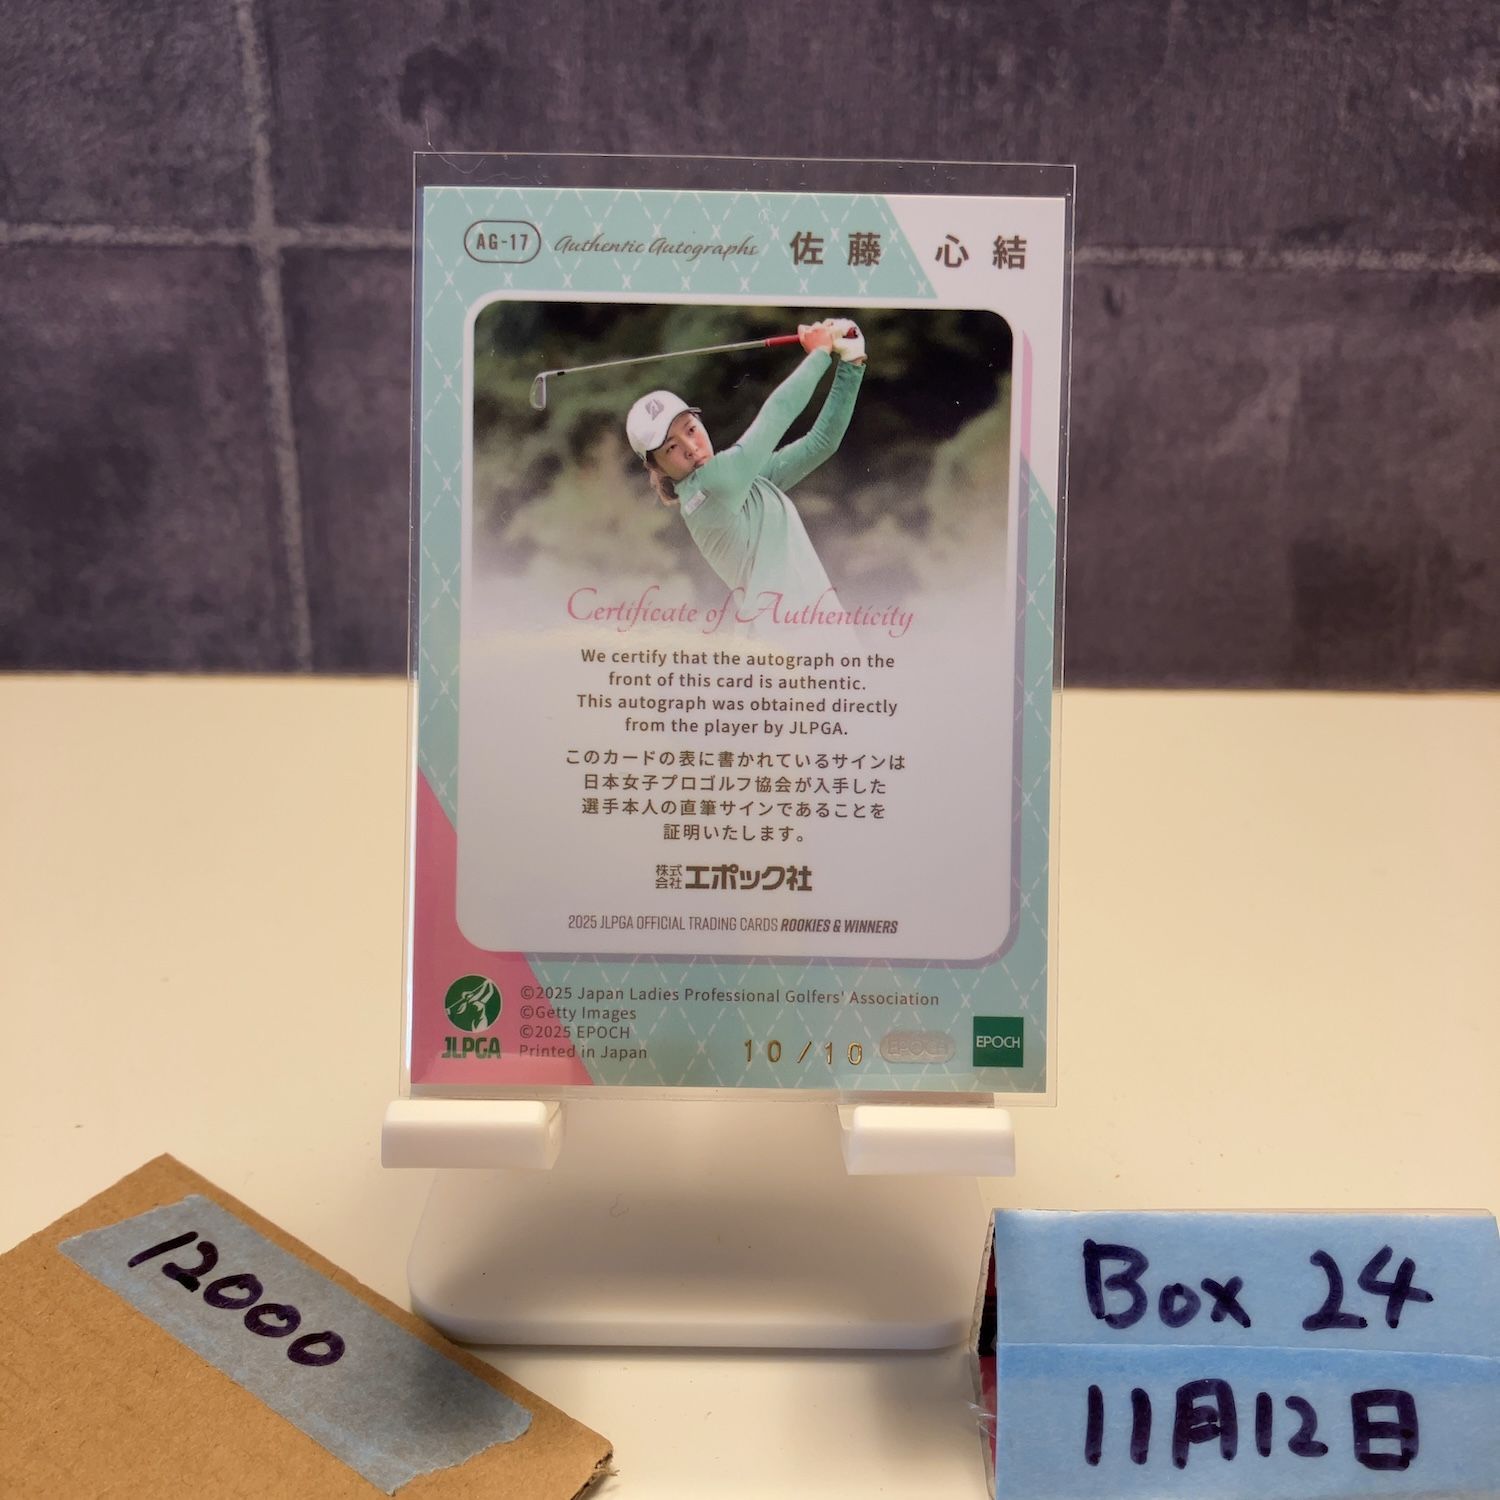 AG-17 Authentic Autographs 佐藤 心結
Certificate of Authenticity
We certify that the autograph on the
front of this card is authentic.
This autograph was obtained directly
from the player by JLPGA.
このカードの表に書かれているサインは
日本女子プロゴルフ協会が入手した
選手本人の直筆サインであることを
証明いたします。
株式会社エポック社
2025 JLPGA OFFICIAL TRADING CARDS ROOKIES & WINNERS
©2025 Japan Ladies Professional Golfers' Association
©Getty Images
©2025 EPOCH
Printed in Japan
JLPGA
10/10
EPOCH
EPOCH
12000
Box 24
11月12日